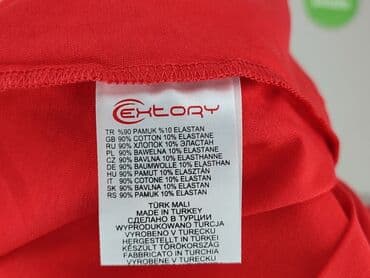 EXTORY
TR %90 PAMUK %10 ELASTAN
GB 90% COTTON 10% ELASTANE
RU 90% ХЛОПОК 10% ЭЛАСТАН
PL 90% BAWELNA 10% ELASTAN
CZ 90% BAVLNA 10% ELASTHANNE
DE 90% BAUMWOLLE 10% ELASTHAN
HU 90% PAMUT 10% ELASZTÁN
IT 90% COTONE 10% ELASTAN
SK 90% BAVLNA 10% ELASTAN
RS 90% PAMUK 10% ELASTAN
TÜRK MALI
MADE IN TURKEY
СДЕЛАНО В ТУРЦИИ
WYPRODUKOWANO TURCJA
VYROBENO V TURECKU
HERGESTELLT IN TÜRKEI
KÉSZÜLT TÖRÖKORSZÁG
FABBRICATO IN TURCHIA
VYROBENO V TURECKU